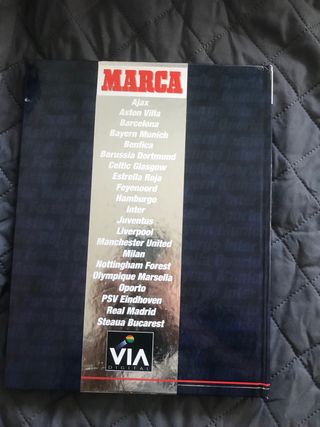 MARCA
Ajax
Aston Villa
Barcelona
Bayern Munich
Benfica
Borussia Dortmund
Celtic Glasgow
Estrella Roja
Feyenoord
Hamburgo
Inter
Juventus
Liverpool
Manchester United
Milan
Nottingham Forest
Olympique Marsella
Oporto
PSV Eindhoven
Real Madrid
Steaua Bucarest
VIA
DIGITAL